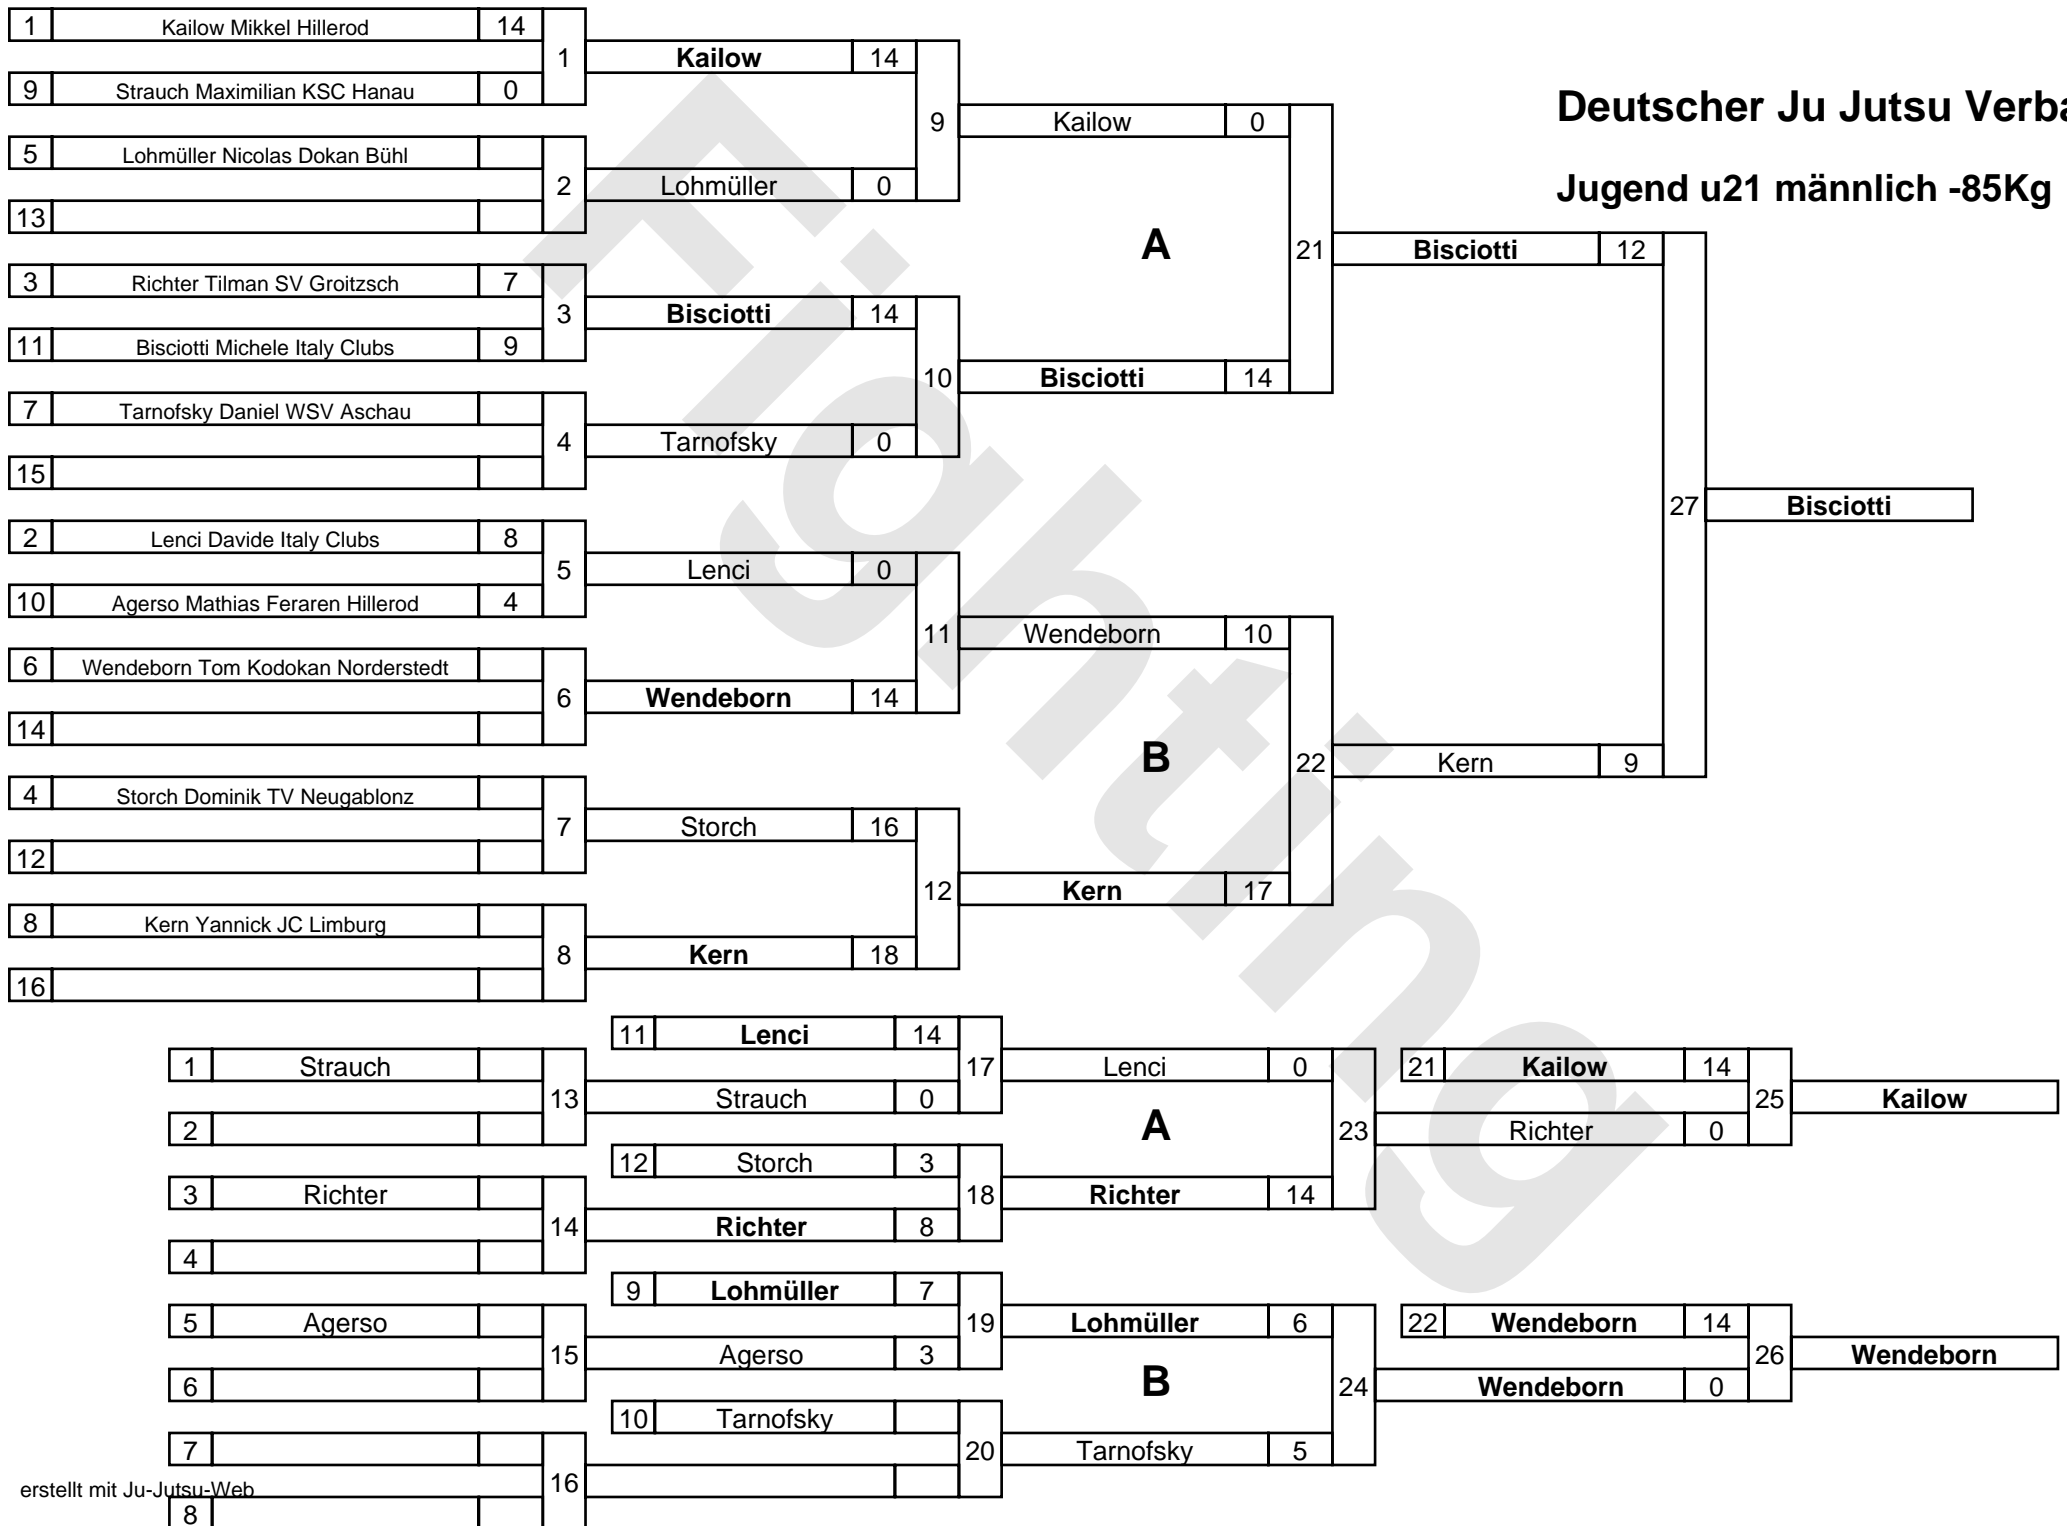 Deutscher Ju Jutsu Verba
Jugend u21 männlich -85Kg
Fighting
1 Kailow Mikkel Hillerod 14
1
Kailow 14
9 Strauch Maximilian KSC Hanau 0
9
Kailow 0
5 Lohmüller Nicolas Dokan Bühl
2
Lohmüller 0
13
A
21
Bisciotti 12
3 Richter Tilman SV Groitzsch 7
3
Bisciotti 14
11 Bisciotti Michele Italy Clubs 9
10
Bisciotti 14
7 Tarnofsky Daniel WSV Aschau
4
Tarnofsky 0
15
27
Bisciotti
2 Lenci Davide Italy Clubs 8
5
Lenci 0
10 Agerso Mathias Feraren Hillerod 4
11
Wendeborn 10
6 Wendeborn Tom Kodokan Norderstedt
6
Wendeborn 14
14
B
22
Kern 9
4 Storch Dominik TV Neugablonz
7
Storch 16
12
12
Kern 17
8 Kern Yannick JC Limburg
8
Kern 18
16
11 Lenci 14
1 Strauch
17
Lenci 0
21 Kailow 14
13
Strauch 0
25
Kailow
2
A
23
Richter 0
12 Storch 3
3 Richter
18
Richter 14
14
Richter 8
4
9 Lohmüller 7
5 Agerso
19
Lohmüller 6
22 Wendeborn 14
15
Agerso 3
26
Wendeborn
6
B
24
Wendeborn 0
10 Tarnofsky
7
20
Tarnofsky 5
16
erstellt mit Ju-Jutsu-Web
8